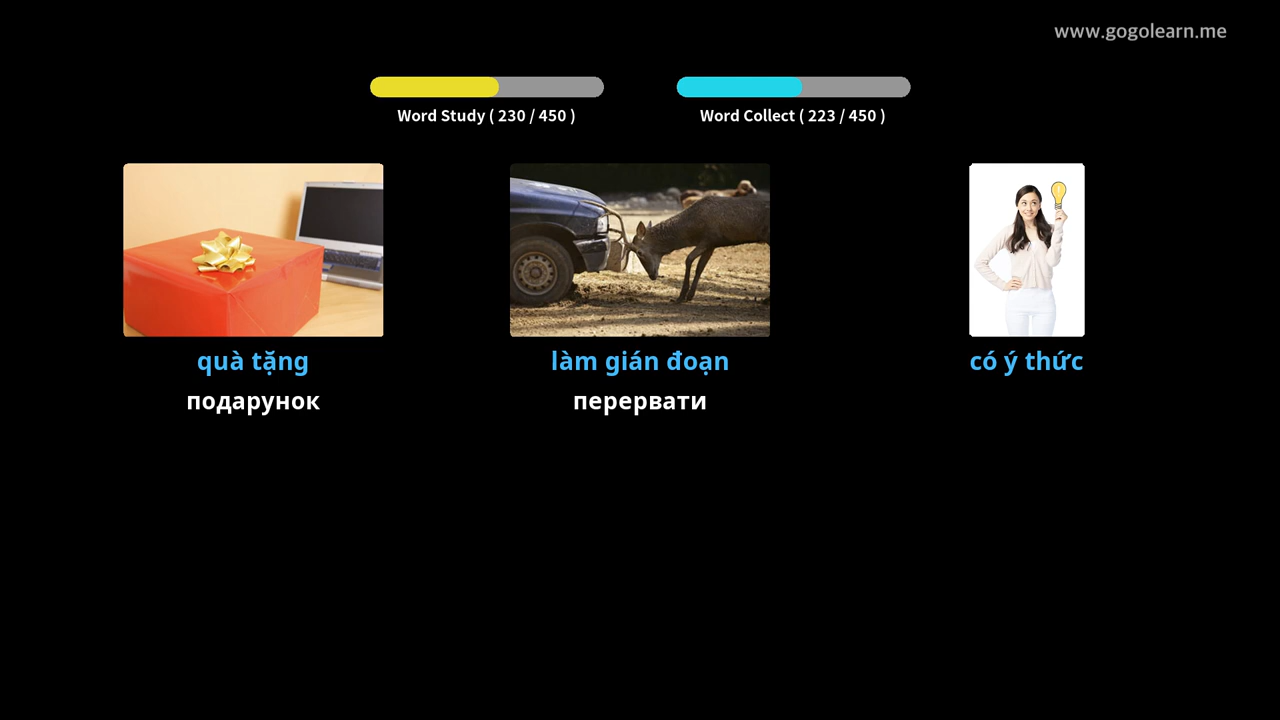 www.gogolearn.me
Word Study ( 230 / 450 )
Word Collect ( 223 / 450 )
quà tặng
làm gián đoạn
có ý thức
подарунок
перервати